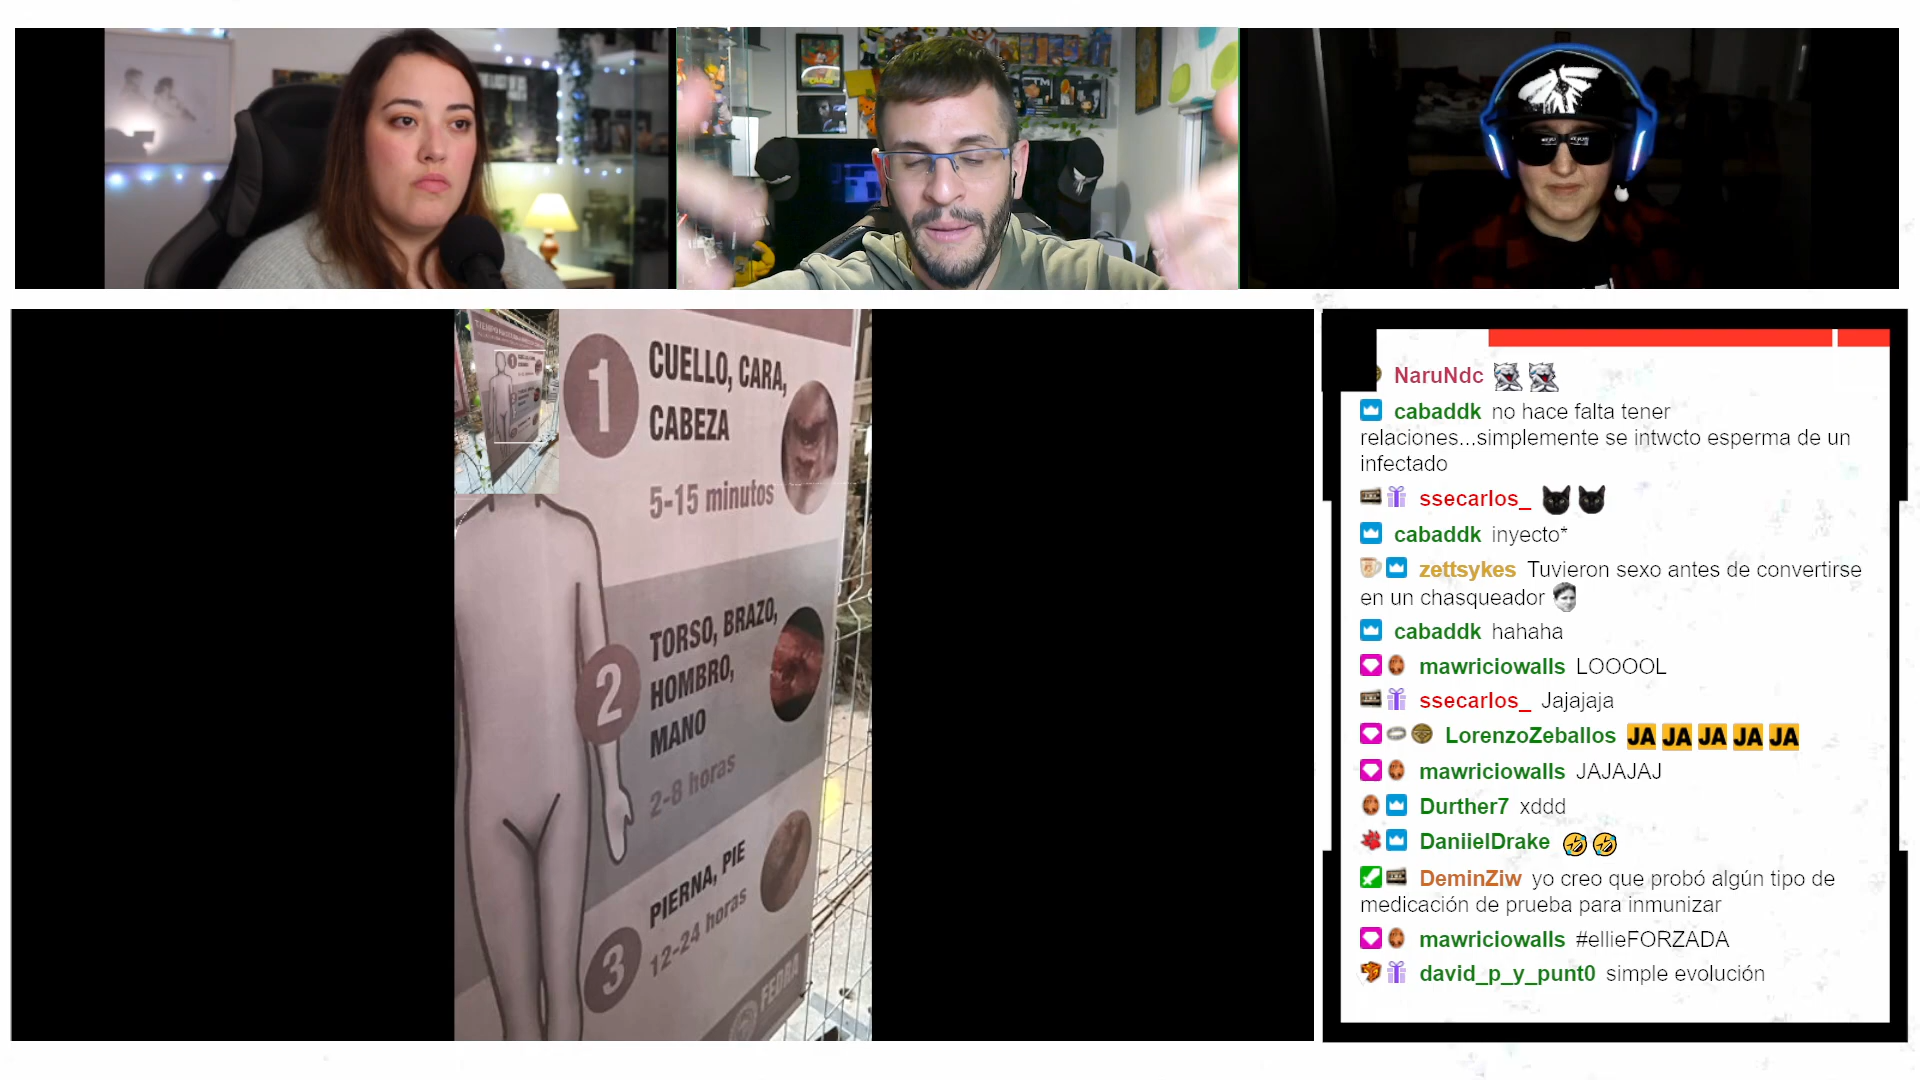 1
CUELLO, CARA,
CABEZA
5-15 minutos
2
TORSO, BRAZO,
HOMBRO,
MANO
2-8 horas
3
PIERNA, PIE
12-24 horas
FEDRA
NaruNdc
cabaddk no hace falta tener
relaciones...simplemente se intwcto esperma de un
infectado
ssecarlos_
cabaddk inyecto*
zettsykes Tuvieron sexo antes de convertirse
en un chasqueador
cabaddk hahaha
mawriciowalls LOOOOL
ssecarlos_ Jajajaja
LorenzoZeballos JA JA JA JA JA
mawriciowalls JAJAJAJ
Durther7 xddd
DaniielDrake
DeminZiw yo creo que probó algún tipo de
medicación de prueba para inmunizar
mawriciowalls #ellieFORZADA
david_p_y_punt0 simple evolución